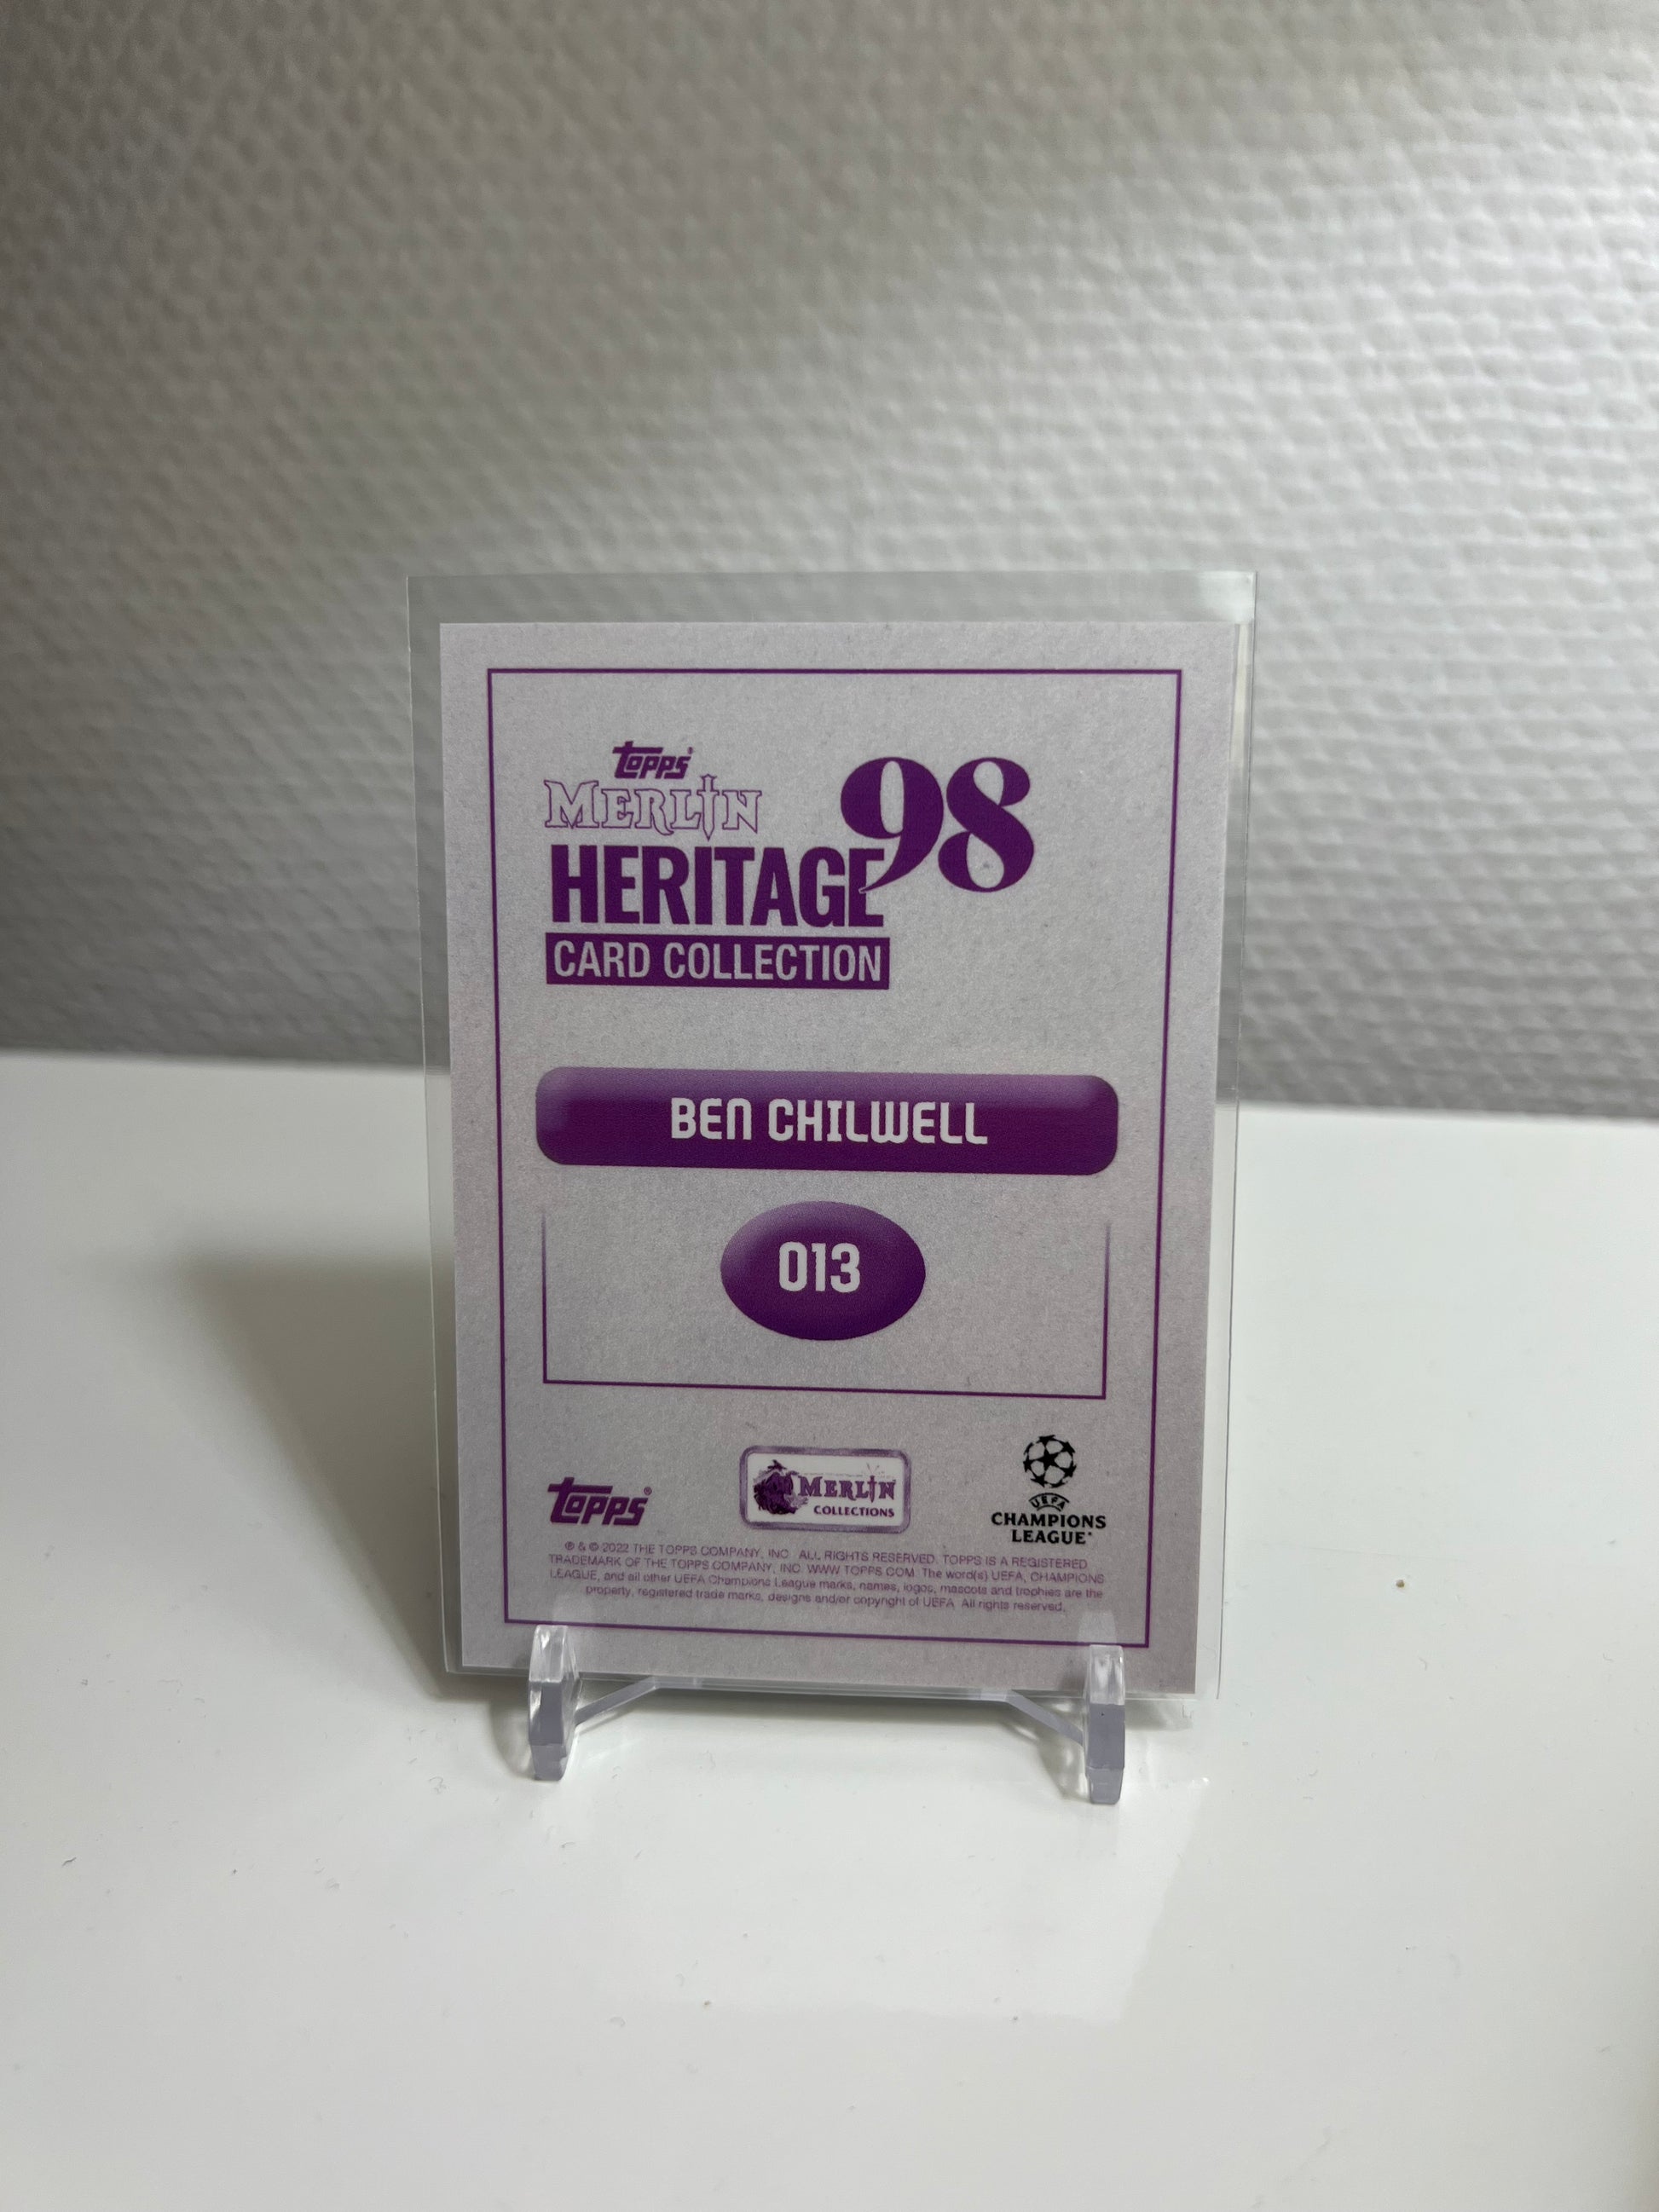 topps
MERLIN
HERITAGE 98
CARD COLLECTION
BEN CHILWELL
013
topps®
MERLIN
COLLECTIONS
UEFA
CHAMPIONS
LEAGUE
℗ & © 2022 THE TOPPS COMPANY, INC. ALL RIGHTS RESERVED. TOPPS IS A REGISTERED
TRADEMARK OF THE TOPPS COMPANY, INC. WWW.TOPPS.COM. The word(s) UEFA, CHAMPIONS
LEAGUE, and all other UEFA Champions League marks, names, logos, mascots and trophies are the
property, registered trade marks, designs and/or copyright of UEFA. All rights reserved.